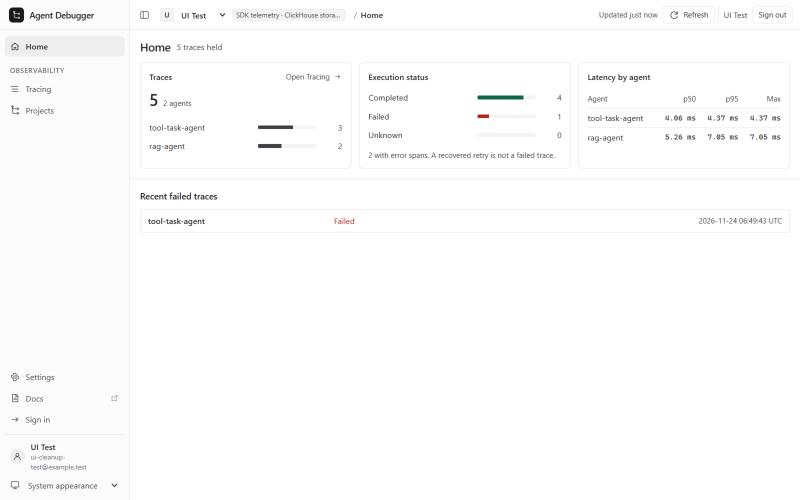 Agent Debugger
Home
OBSERVABILITY
Tracing
Projects
Settings
Docs
Sign in
UI Test
ui-cleanup-
test@example.test
System appearance
U UI Test SDK telemetry · ClickHouse stora... / Home
Updated just now Refresh UI Test Sign out
Home 5 traces held
Traces Open Tracing →
5 2 agents
tool-task-agent 3
rag-agent 2
Execution status
Completed 4
Failed 1
Unknown 0
2 with error spans. A recovered retry is not a failed trace.
Latency by agent
Agent p50 p95 Max
tool-task-agent 4.06 ms 4.37 ms 4.37 ms
rag-agent 5.26 ms 7.05 ms 7.05 ms
Recent failed traces
tool-task-agent Failed 2026-11-24 06:49:43 UTC